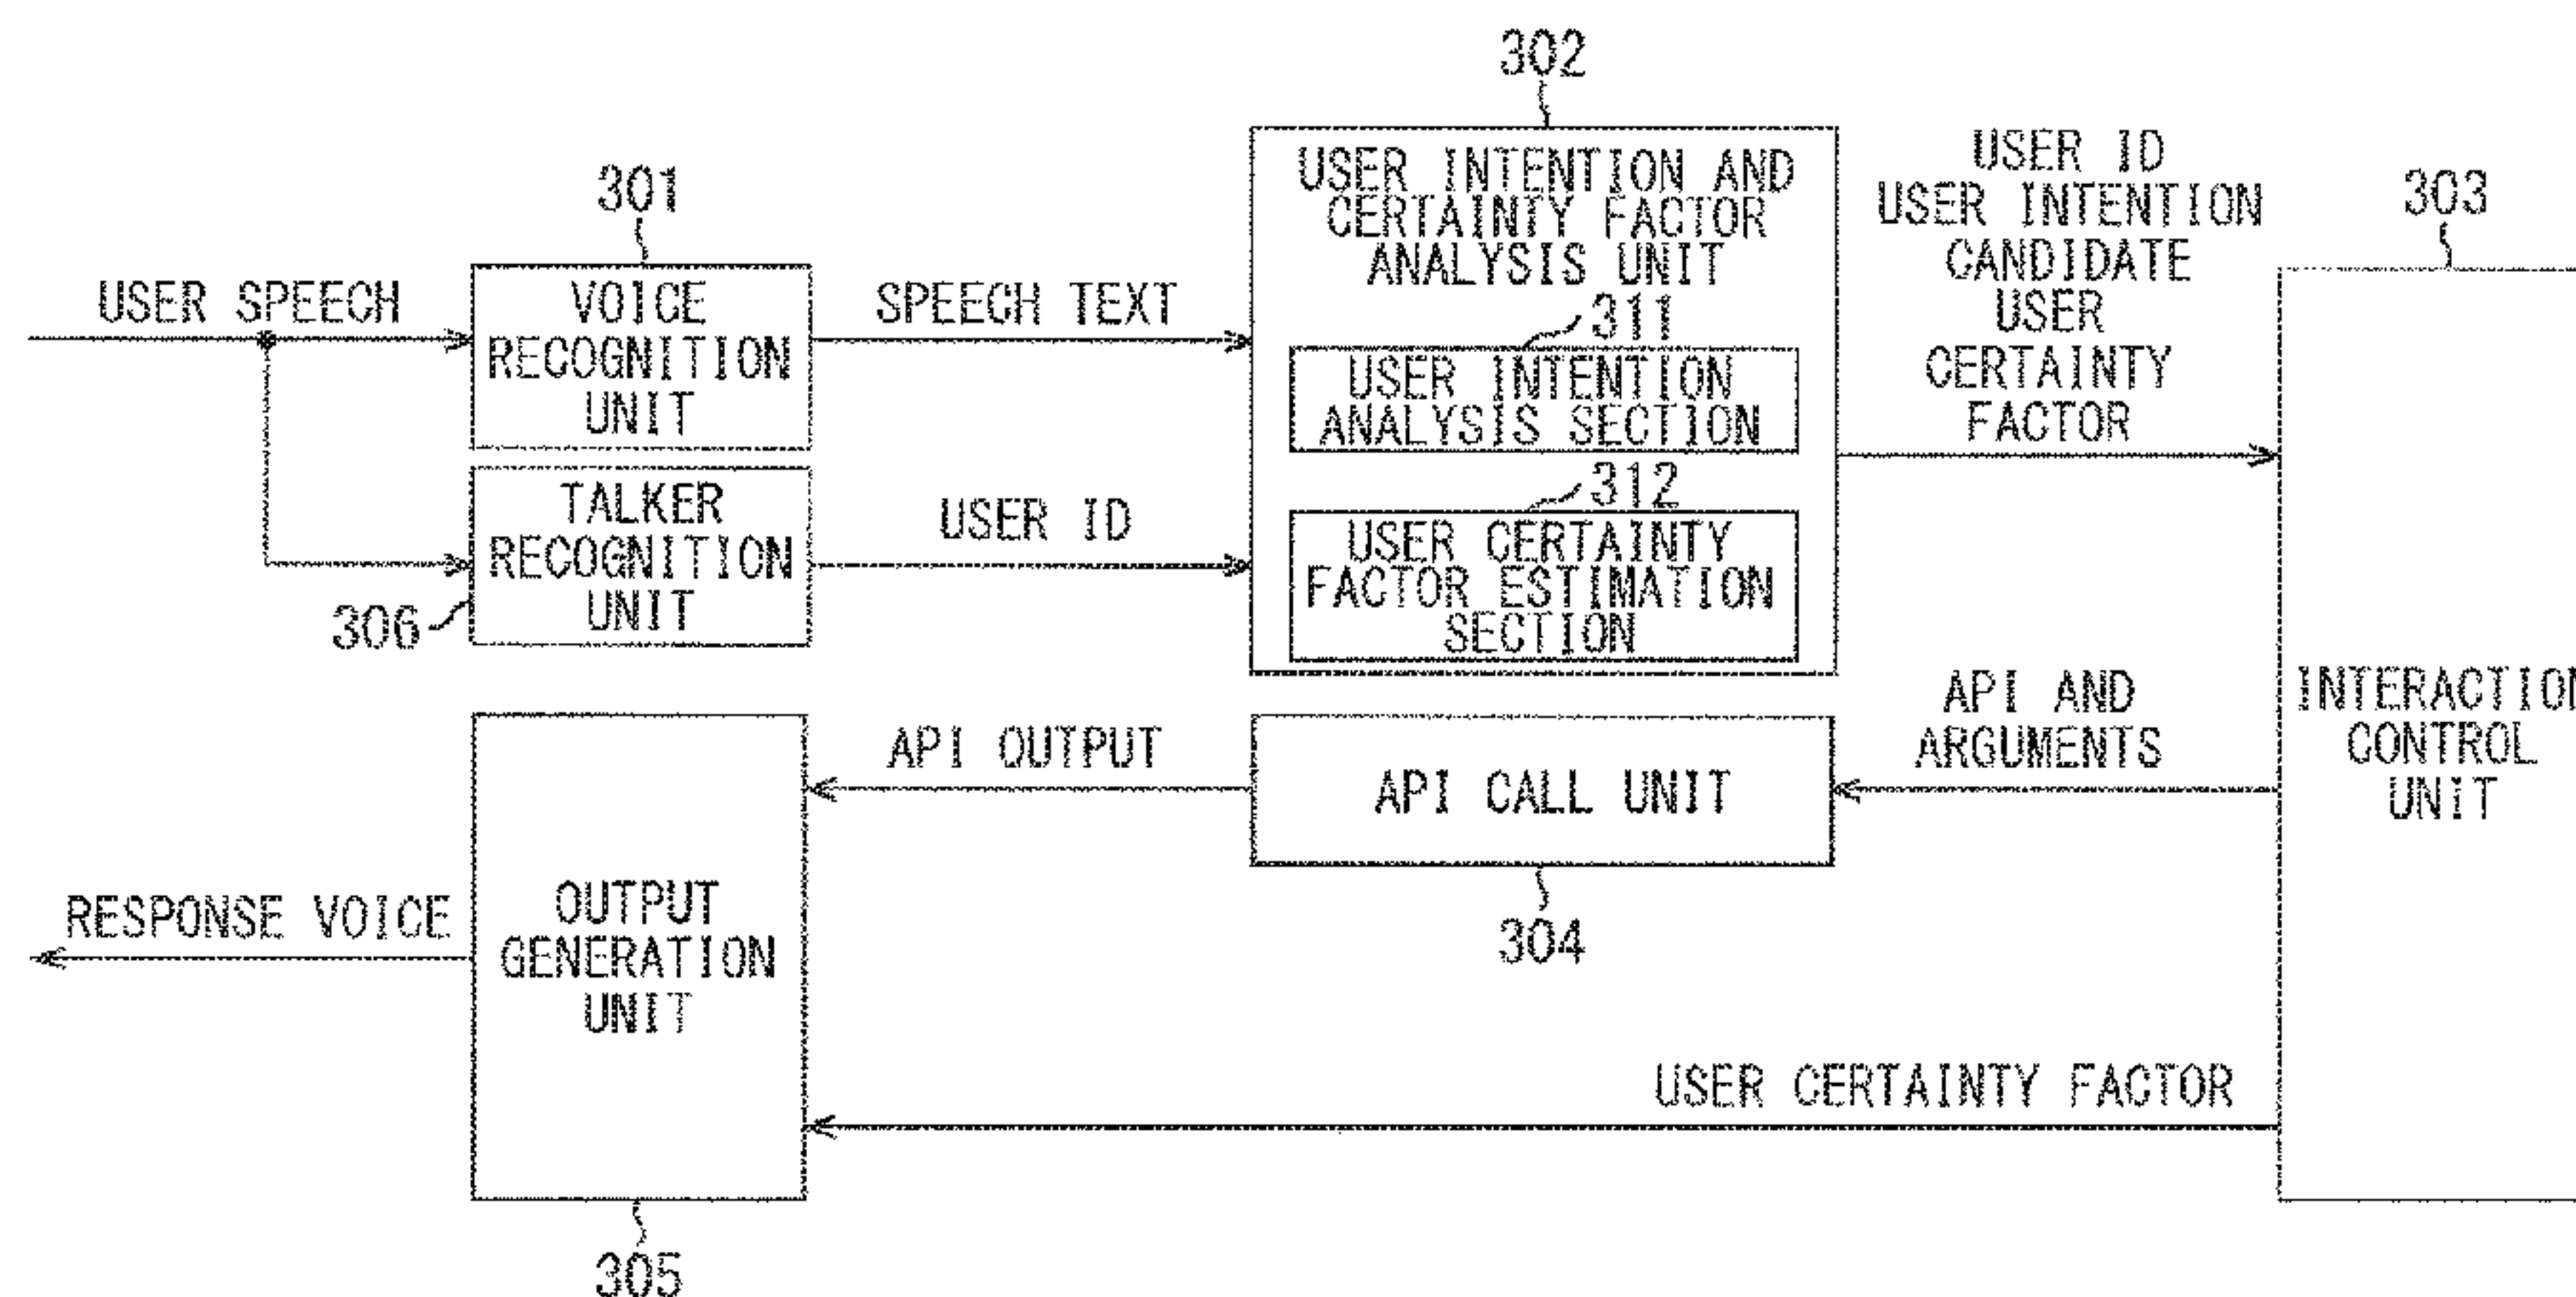 302
USER INTENTION AND
CERTAINTY FACTOR
ANALYSIS UNIT
311
USER INTENTION
ANALYSIS SECTION
312
USER CERTAINTY
FACTOR ESTIMATION
SECTION
301
USER SPEECH
VOICE
RECOGNITION
UNIT
SPEECH TEXT
TALKER
RECOGNITION
UNIT
306
USER ID
USER ID
USER INTENTION
CANDIDATE
USER
CERTAINTY
FACTOR
303
INTERACTION
CONTROL
UNIT
API AND
ARGUMENTS
API CALL UNIT
304
API OUTPUT
OUTPUT
GENERATION
UNIT
305
RESPONSE VOICE
USER CERTAINTY FACTOR